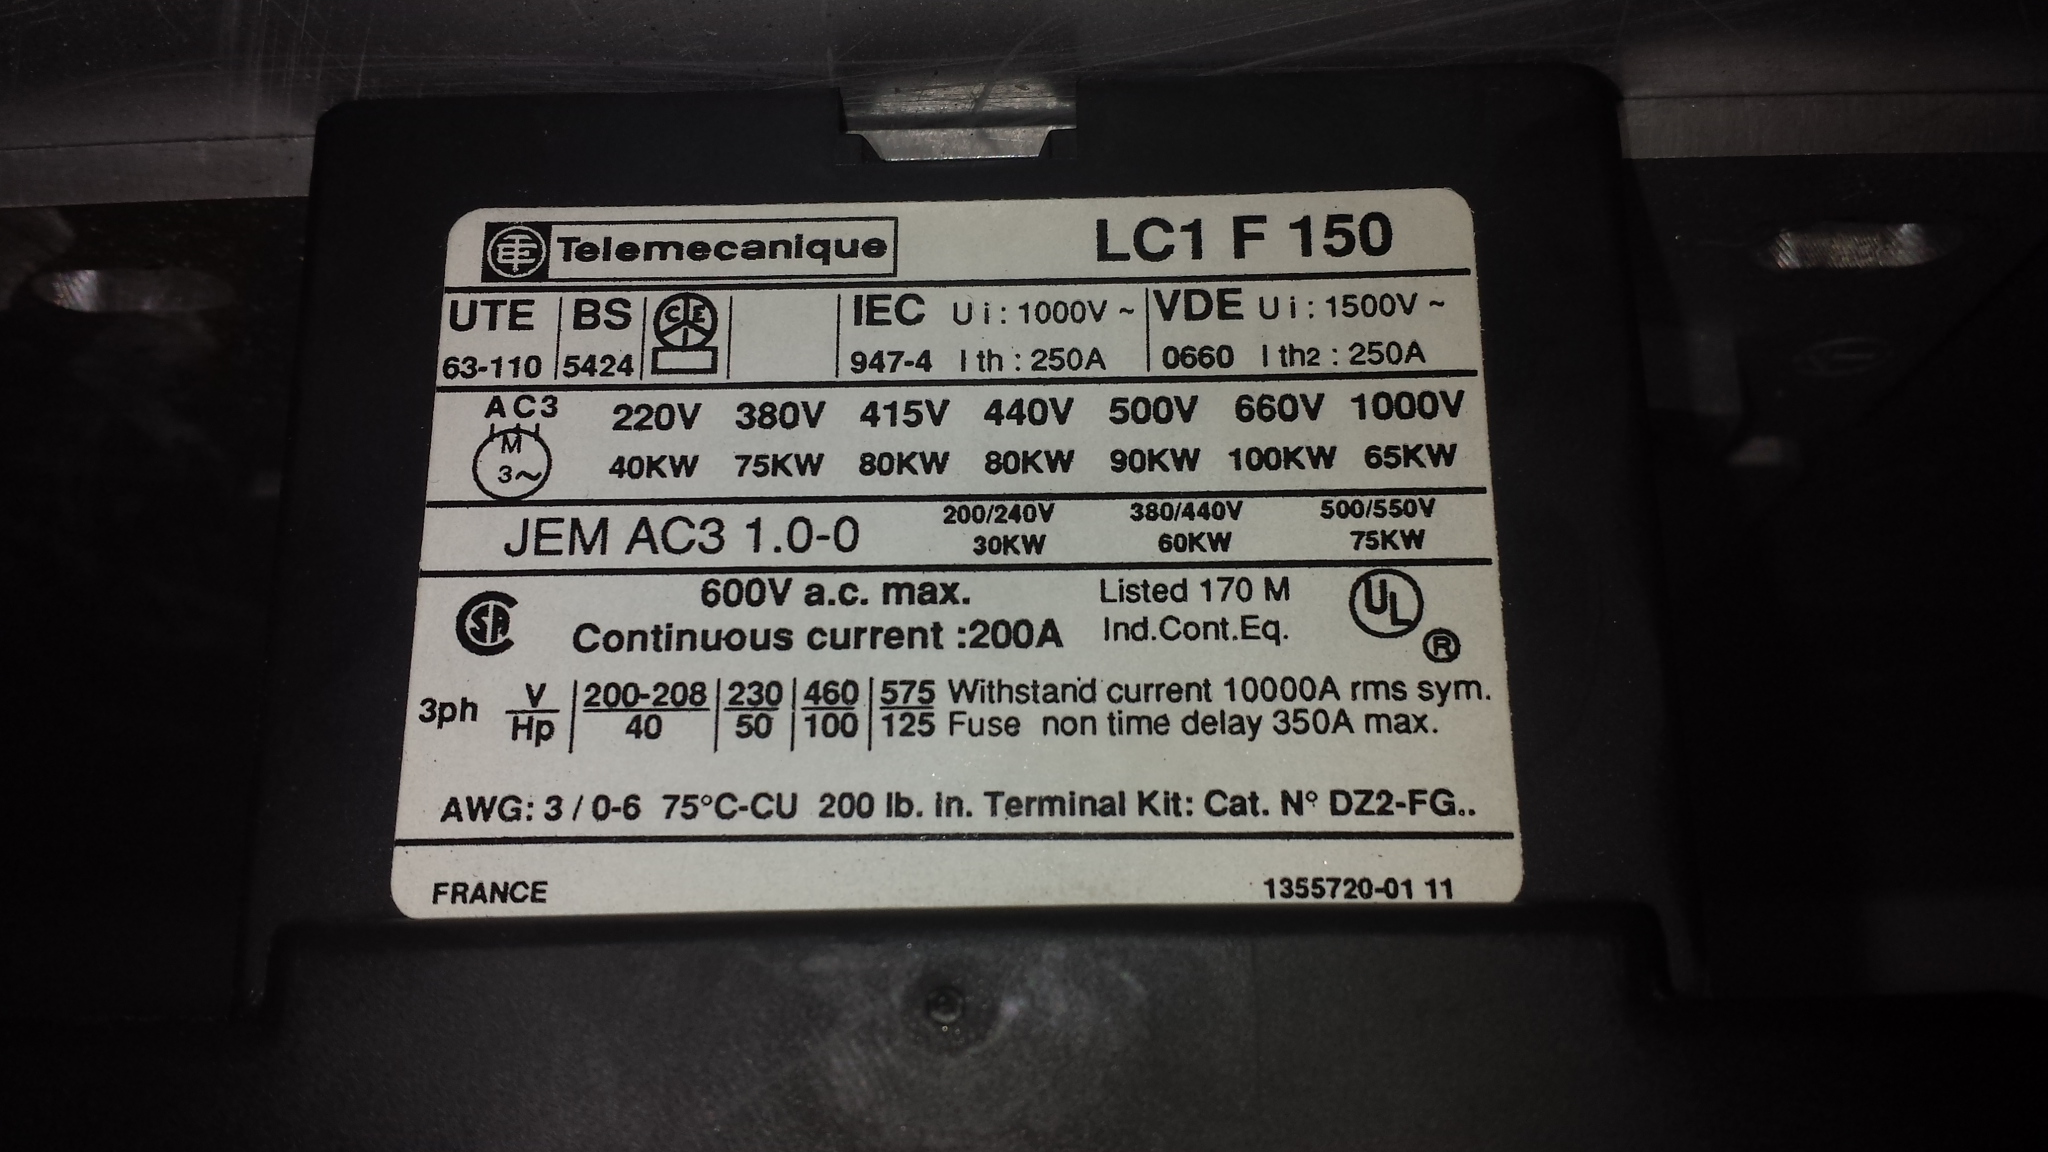 TE Telemecanique LC1 F 150
UTE BS CEI IEC Ui : 1000V ~ VDE Ui : 1500V ~
63-110 5424 947-4 Ith : 250A 0660 Ith2 : 250A
AC3 220V 380V 415V 440V 500V 660V 1000V
M 3~ 40KW 75KW 80KW 80KW 90KW 100KW 65KW
200/240V 380/440V 500/550V
JEM AC3 1.0-0 30KW 60KW 75KW
600V a.c. max. Listed 170 M UL
SA Continuous current :200A Ind.Cont.Eq. ®
3ph V 200-208 230 460 575 Withstand current 10000A rms sym.
Hp 40 50 100 125 Fuse non time delay 350A max.
AWG: 3 / 0-6 75°C-CU 200 lb. in. Terminal Kit: Cat. N° DZ2-FG..
FRANCE 1355720-01 11